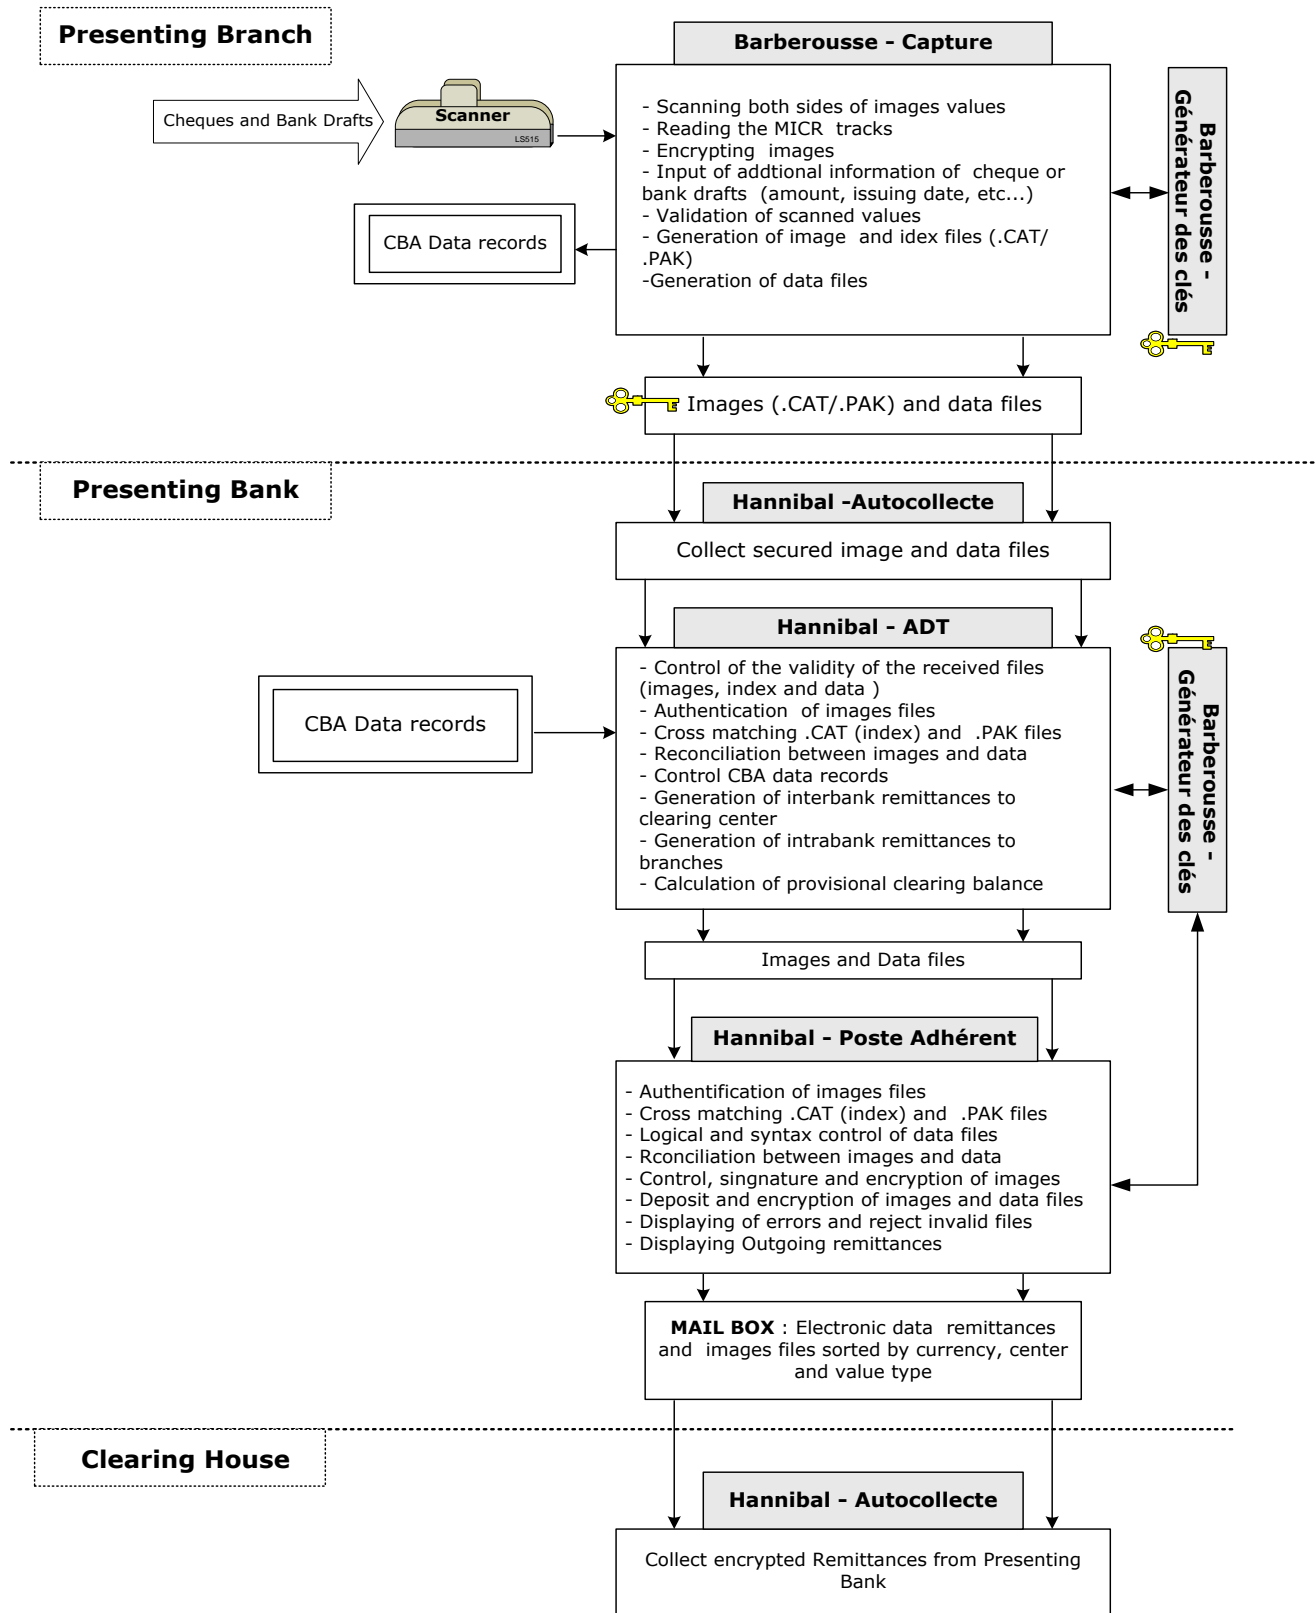 Presenting Branch
Cheques and Bank Drafts
Scanner
LS515
CBA Data records
Barberousse - Capture
- Scanning both sides of images values
- Reading the MICR tracks
- Encrypting images
- Input of addtional information of cheque or
bank drafts (amount, issuing date, etc...)
- Validation of scanned values
- Generation of image and idex files (.CAT/
.PAK)
-Generation of data files
Barberousse -
Générateur des clés
Images (.CAT/.PAK) and data files
Presenting Bank
Hannibal -Autocollecte
Collect secured image and data files
Hannibal - ADT
CBA Data records
- Control of the validity of the received files
(images, index and data )
- Authentication of images files
- Cross matching .CAT (index) and .PAK files
- Reconciliation between images and data
- Control CBA data records
- Generation of interbank remittances to
clearing center
- Generation of intrabank remittances to
branches
- Calculation of provisional clearing balance
Barberousse -
Générateur des clés
Images and Data files
Hannibal - Poste Adhérent
- Authentification of images files
- Cross matching .CAT (index) and .PAK files
- Logical and syntax control of data files
- Rconciliation between images and data
- Control, singnature and encryption of images
- Deposit and encryption of images and data files
- Displaying of errors and reject invalid files
- Displaying Outgoing remittances
MAIL BOX : Electronic data remittances
and images files sorted by currency, center
and value type
Clearing House
Hannibal - Autocollecte
Collect encrypted Remittances from Presenting
Bank